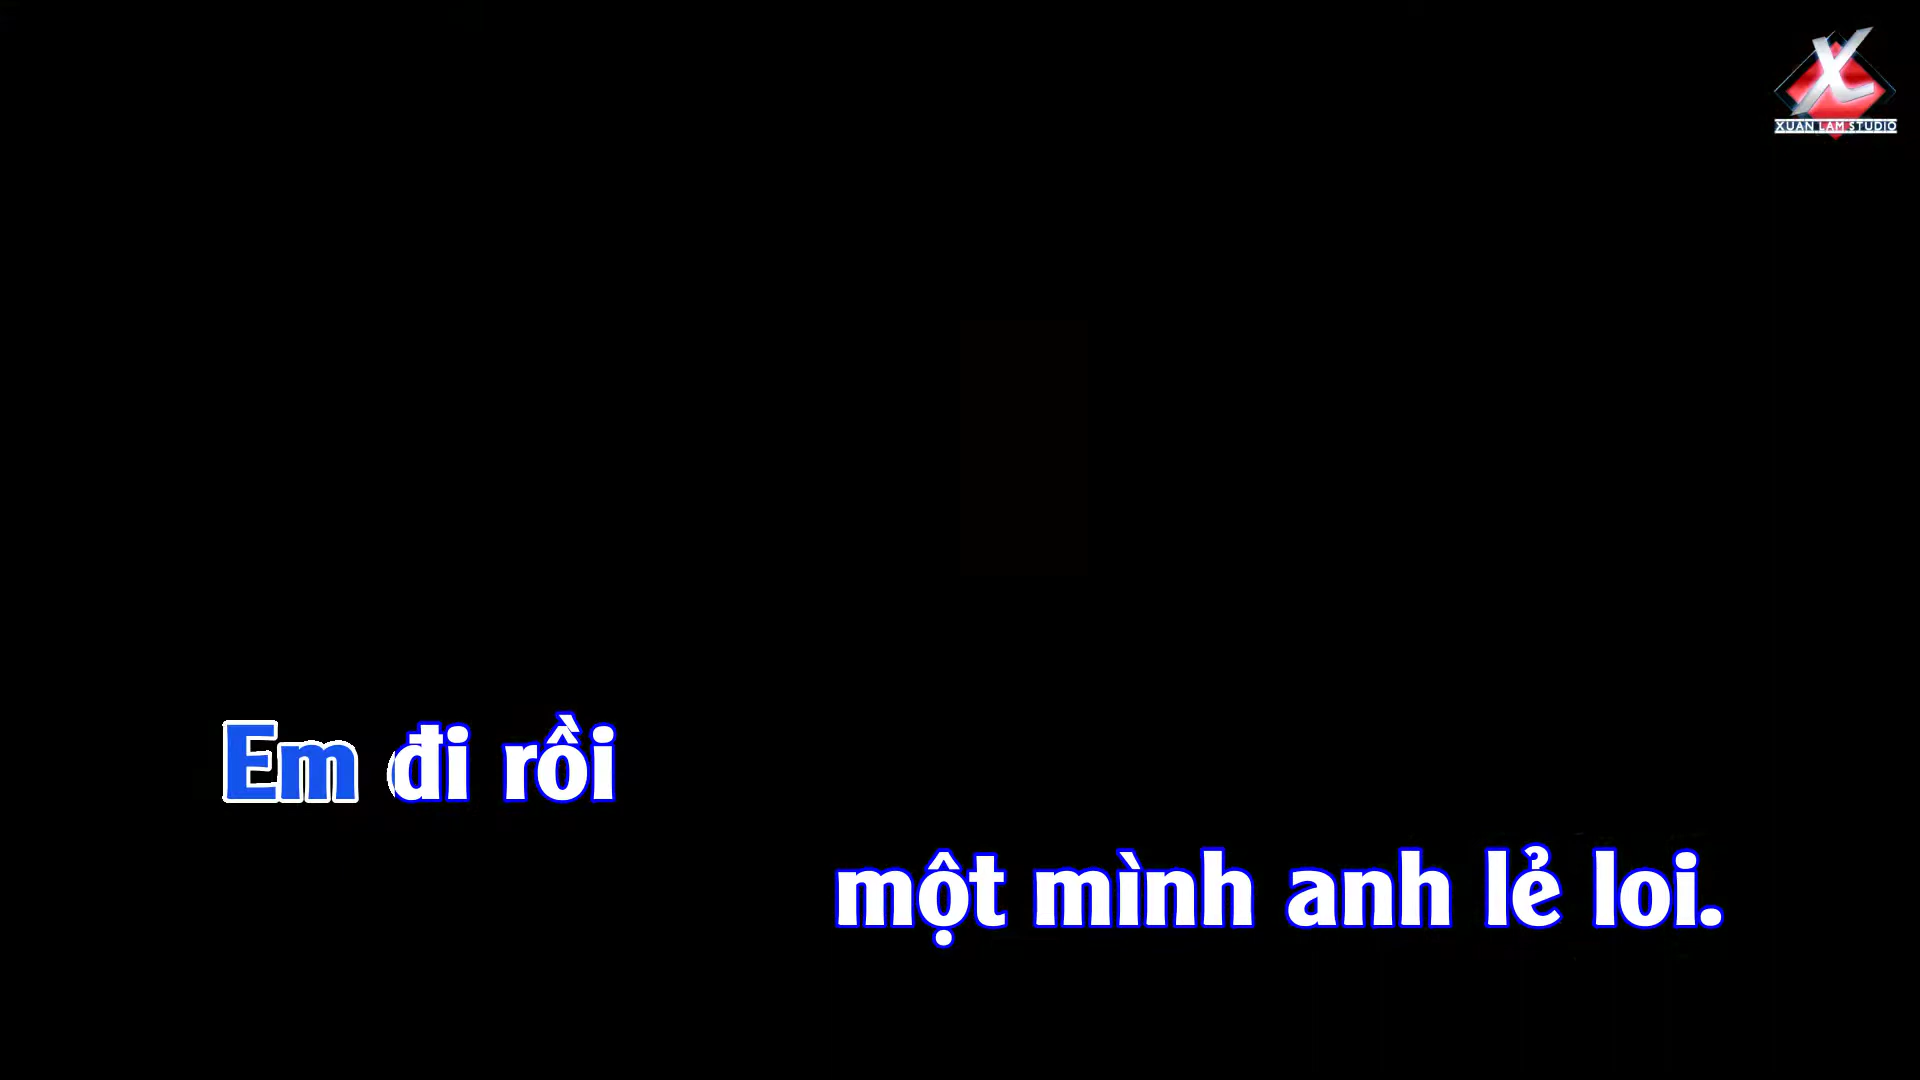 XUAN LAM STUDIO
Em đi rồi
một mình anh lẻ loi.